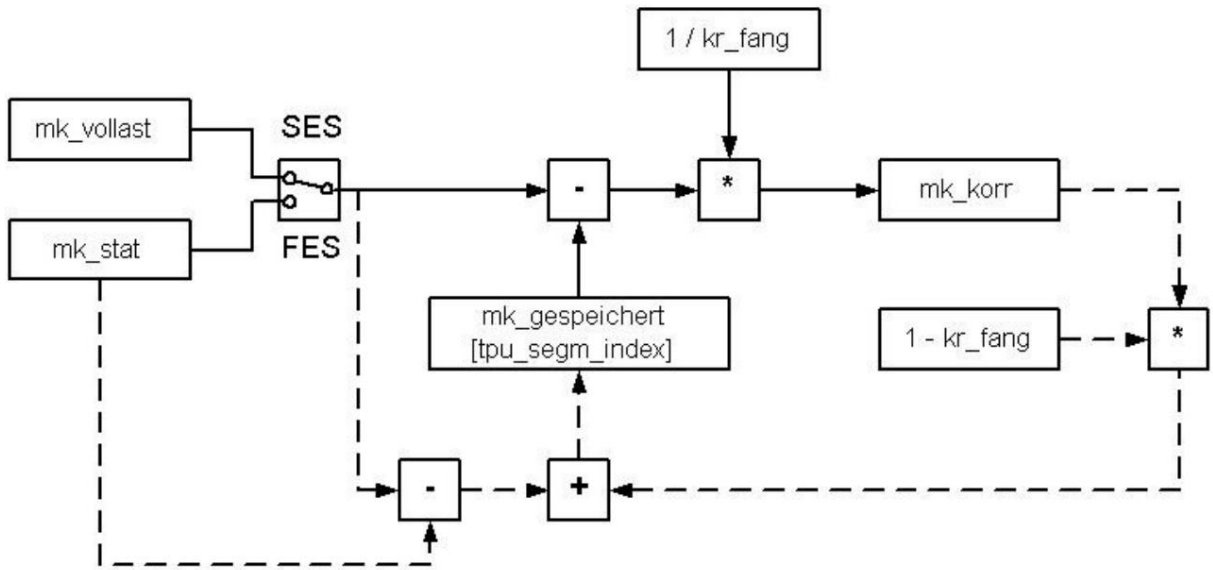 1 / kr_fang
mk_vollast
SES
-
*
mk_korr
mk_stat
FES
mk_gespeichert
[tpu_segm_index]
1 - kr_fang
*
-
+